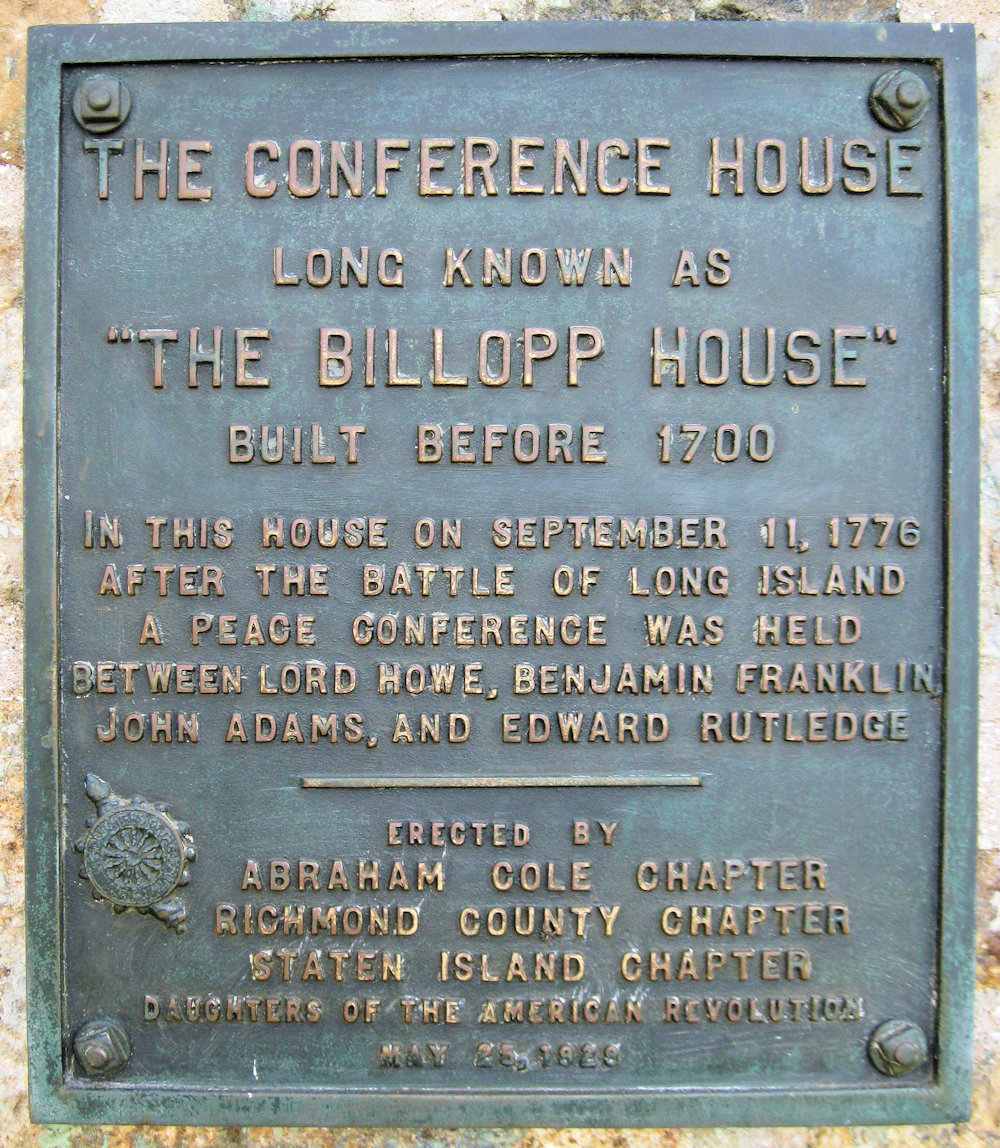 THE CONFERENCE HOUSE
LONG KNOWN AS
"THE BILLOPP HOUSE"
BUILT BEFORE 1700
IN THIS HOUSE ON SEPTEMBER 11, 1776
AFTER THE BATTLE OF LONG ISLAND
A PEACE CONFERENCE WAS HELD
BETWEEN LORD HOWE, BENJAMIN FRANKLIN,
JOHN ADAMS, AND EDWARD RUTLEDGE
ERECTED BY
ABRAHAM COLE CHAPTER
RICHMOND COUNTY CHAPTER
STATEN ISLAND CHAPTER
DAUGHTERS OF THE AMERICAN REVOLUTION
MAY 25,